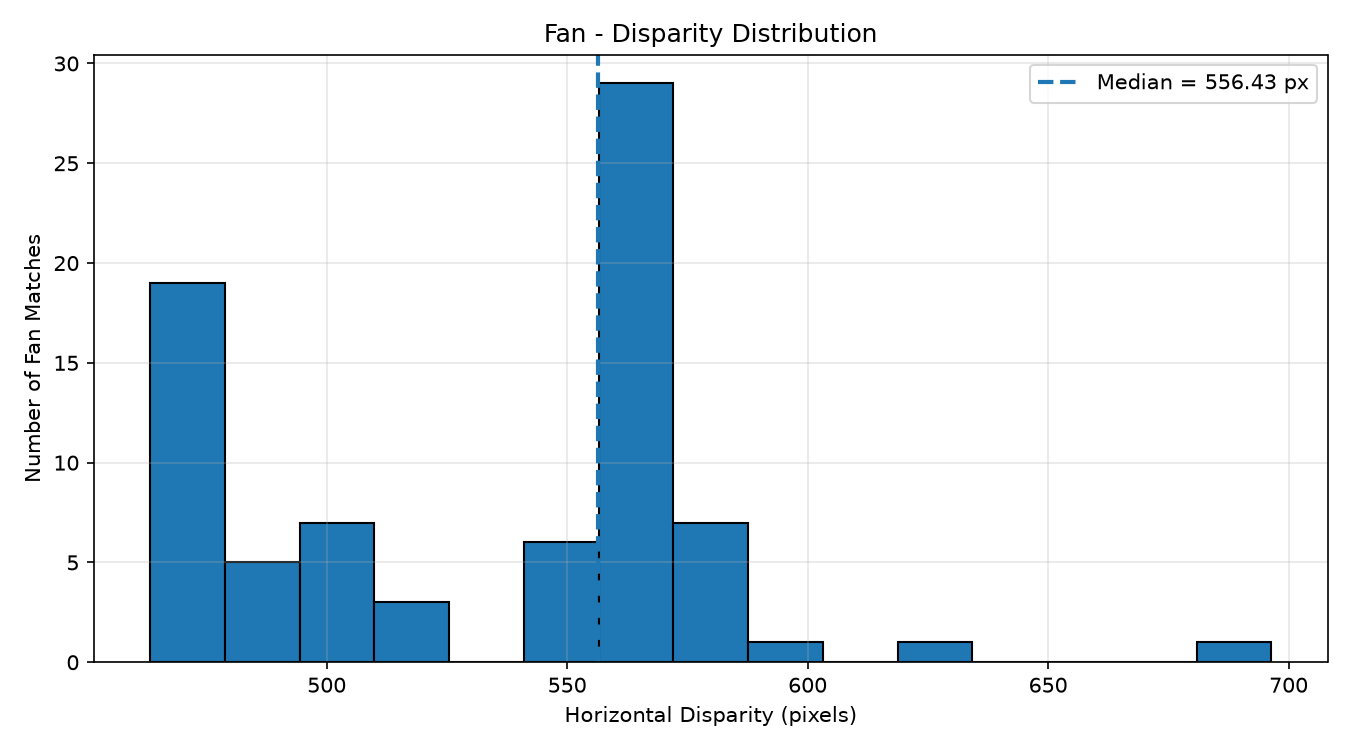 Fan - Disparity Distribution
Median = 556.43 px
Number of Fan Matches
30
25
20
15
10
5
0
500 550 600 650 700
Horizontal Disparity (pixels)